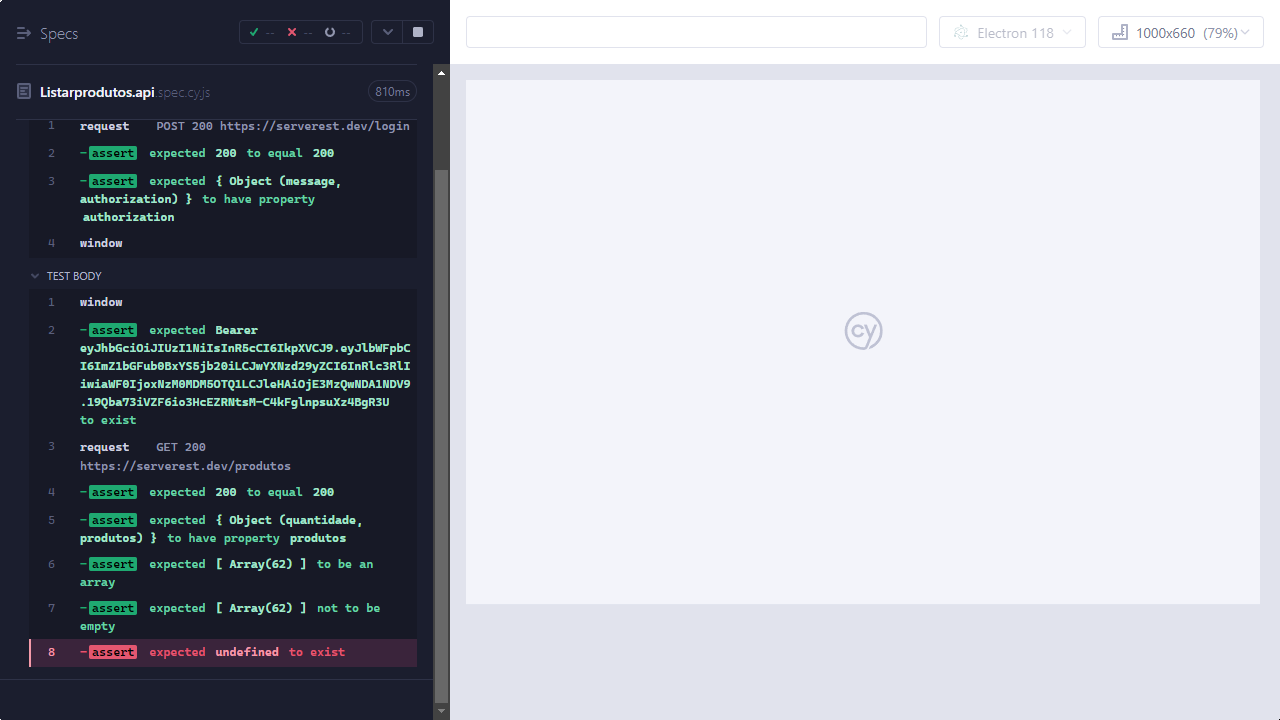 Specs
-- -- --
Electron 118
1000x660 (79%)
Listarprodutos.api.spec.cy.js 810ms
1 request POST 200 https://serverest.dev/login
2 -assert expected 200 to equal 200
3 -assert expected { Object (message,
authorization) } to have property
authorization
4 window
TEST BODY
1 window
2 -assert expected Bearer
eyJhbGciOiJIUzI1NiIsInR5cCI6IkpXVCJ9.eyJlbWFpbC
I6ImZ1bGFub0BxYS5jb20iLCJwYXNzd29yZCI6InRlc3RlI
iwiaWF0IjoxNzM0MDM5OTQ1LCJleHAiOjE3MzQwNDA1NDV9
.19Qba73iVZF6io3HcEZRNtsM-C4kFglnpsuXz4BgR3U
to exist
3 request GET 200
https://serverest.dev/produtos
4 -assert expected 200 to equal 200
5 -assert expected { Object (quantidade,
produtos) } to have property produtos
6 -assert expected [ Array(62) ] to be an
array
7 -assert expected [ Array(62) ] not to be
empty
8 -assert expected undefined to exist
cy